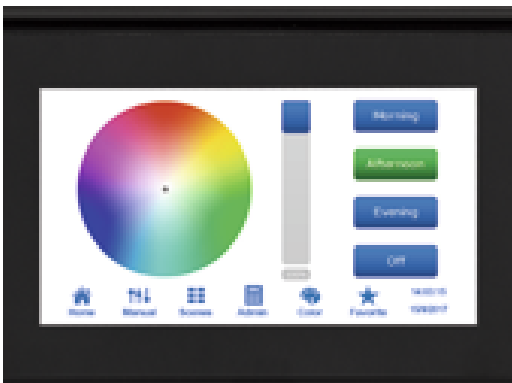 Morning
Afternoon
Evening
Off
Home Manual Scenes Admin Color Favorite